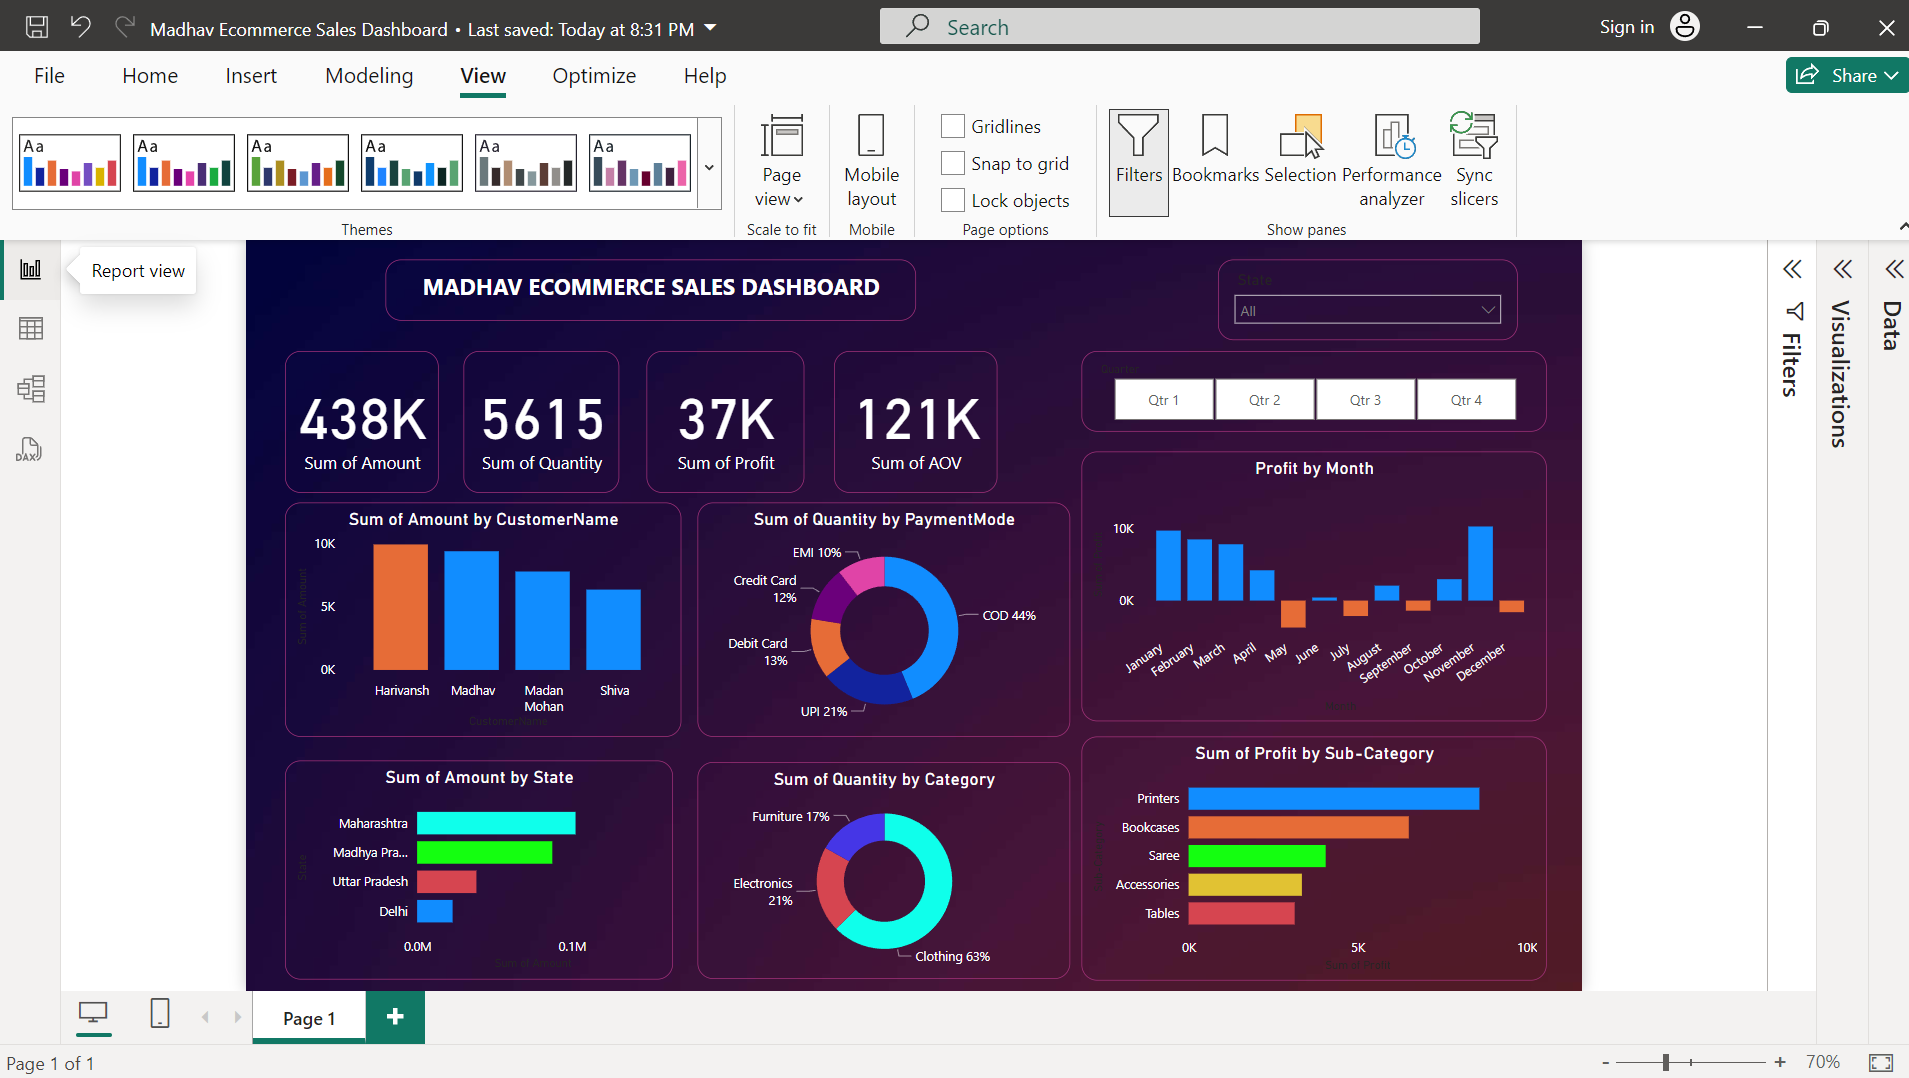 Madhav Ecommerce Sales Dashboard • Last saved: Today at 8:31 PM
Search
Sign in
File Home Insert Modeling View Optimize Help
Share
Aa Aa Aa Aa Aa Aa
Themes
Page view
Scale to fit
Mobile layout
Mobile
Gridlines
Snap to grid
Lock objects
Page options
Filters
Bookmarks
Selection
Performance analyzer
Sync slicers
Show panes
Report view
DAX
MADHAV ECOMMERCE SALES DASHBOARD
State
All
438K
Sum of Amount
5615
Sum of Quantity
37K
Sum of Profit
121K
Sum of AOV
Quarter
Qtr 1 Qtr 2 Qtr 3 Qtr 4
Sum of Amount by CustomerName
Sum of Amount
10K
5K
0K
Harivansh
Madhav
Madan Mohan
Shiva
CustomerName
Sum of Quantity by PaymentMode
EMI 10%
Credit Card 12%
Debit Card 13%
UPI 21%
COD 44%
Profit by Month
10K
0K
January
February
March
April
May
June
July
August
September
October
November
December
Sum of Amount by State
State
Maharashtra
Madhya Pra...
Uttar Pradesh
Delhi
0.0M
0.1M
Sum of Amount
Sum of Quantity by Category
Furniture 17%
Electronics 21%
Clothing 63%
Sum of Profit by Sub-Category
Printers
Bookcases
Saree
Accessories
Tables
0K
5K
10K
Sum of Profit
Filters
Visualizations
Data
Page 1
Page 1 of 1
70%